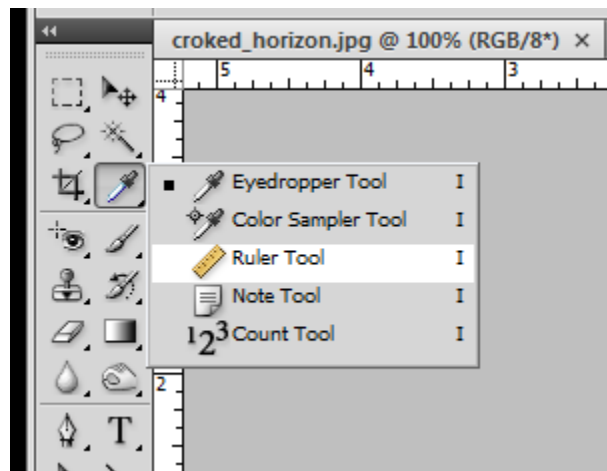 croked_horizon.jpg @ 100% (RGB/8*) ×
5 4 3
4
Eyedropper Tool I
Color Sampler Tool I
Ruler Tool I
Note Tool I
123 Count Tool I
2
T